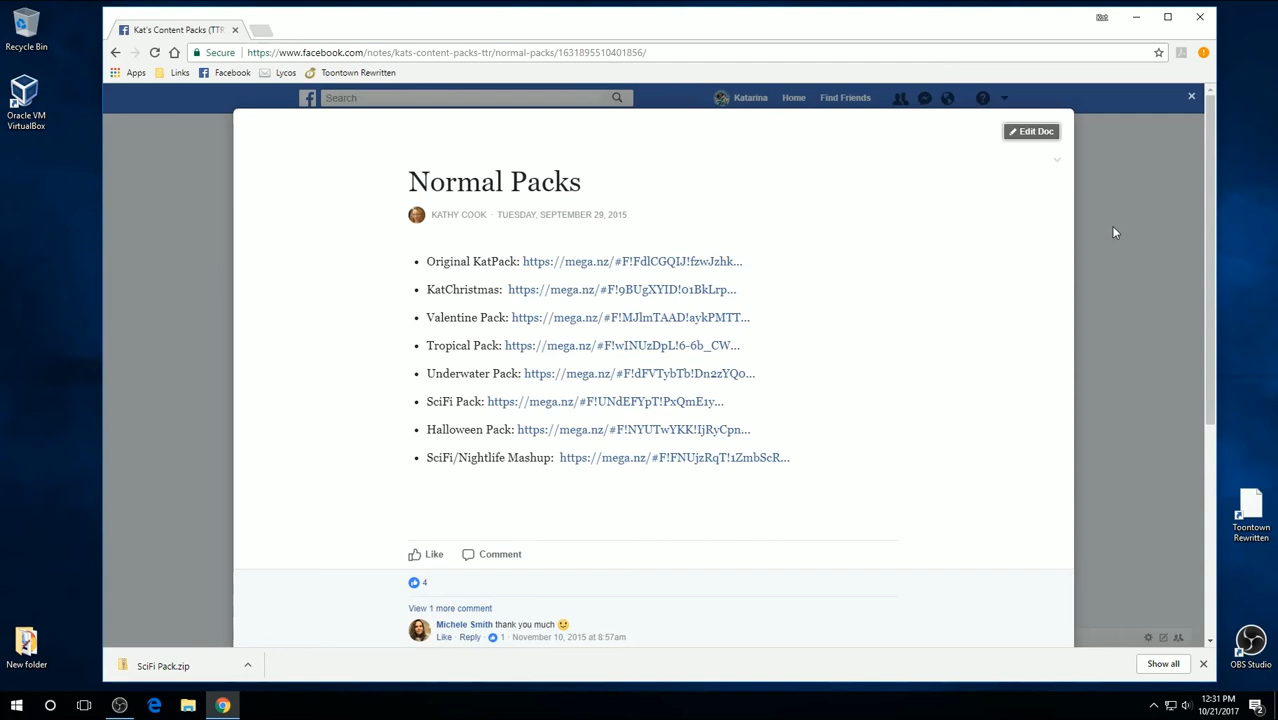 Recycle Bin
Oracle VM
VirtualBox
New folder
Toontown
Rewritten
OBS Studio
Kat's Content Packs (TTR
Secure
https://www.facebook.com/notes/kats-content-packs-ttr/normal-packs/1631895510401856/
Apps Links Facebook Lycos Toontown Rewritten
Search Katarina Home Find Friends
Edit Doc
Normal Packs
KATHY COOK · TUESDAY, SEPTEMBER 29, 2015
• Original KatPack: https://mega.nz/#F!FdlCGQIJ!fzwJzhk...
• KatChristmas: https://mega.nz/#F!9BUgXYID!01BkLrp...
• Valentine Pack: https://mega.nz/#F!MJlmTAAD!aykPMTT...
• Tropical Pack: https://mega.nz/#F!wINUzDpL!6-6b_CW...
• Underwater Pack: https://mega.nz/#F!dFVTybTb!Dn2zYQ0...
• SciFi Pack: https://mega.nz/#F!UNdEFYpT!PxQmE1y...
• Halloween Pack: https://mega.nz/#F!NYUTwYKK!IjRyCpn...
• SciFi/Nightlife Mashup: https://mega.nz/#F!FNUjzRqT!1ZmbScR...
Like Comment
4
View 1 more comment
Michele Smith thank you much
Like · Reply · 1 · November 10, 2015 at 8:57am
SciFi Pack.zip
Show all
12:31 PM
10/21/2017
2